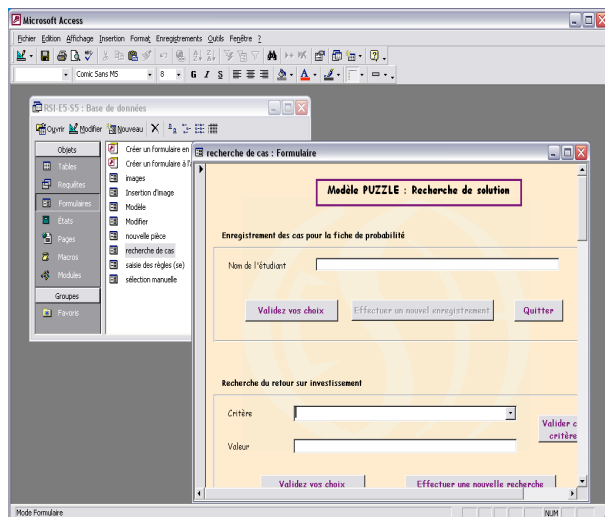 Microsoft Access
Fichier Edition Affichage Insertion Format Enregistrements Outils Fenêtre ?
Comic Sans MS 8 G I S
RSI-E5-S5 : Base de données
Ouvrir Modifier Nouveau
Objets
Tables
Requêtes
Formulaires
États
Pages
Macros
Modules
Groupes
Favoris
Créer un formulaire en
Créer un formulaire à l'a
images
Insertion d'image
Modèle
Modifier
nouvelle pièce
recherche de cas
saisie des règles (se)
sélection manuelle
recherche de cas : Formulaire
Modèle PUZZLE : Recherche de solution
Enregistrement des cas pour la fiche de probabilité
Nom de l'étudiant
Validez vos choix Effectuer un nouvel enregistrement Quitter
Recherche du retour sur investissement
Critère
Valider c
critère
Valeur
Validez vos choix Effectuer une nouvelle recherche
Mode Formulaire NUM